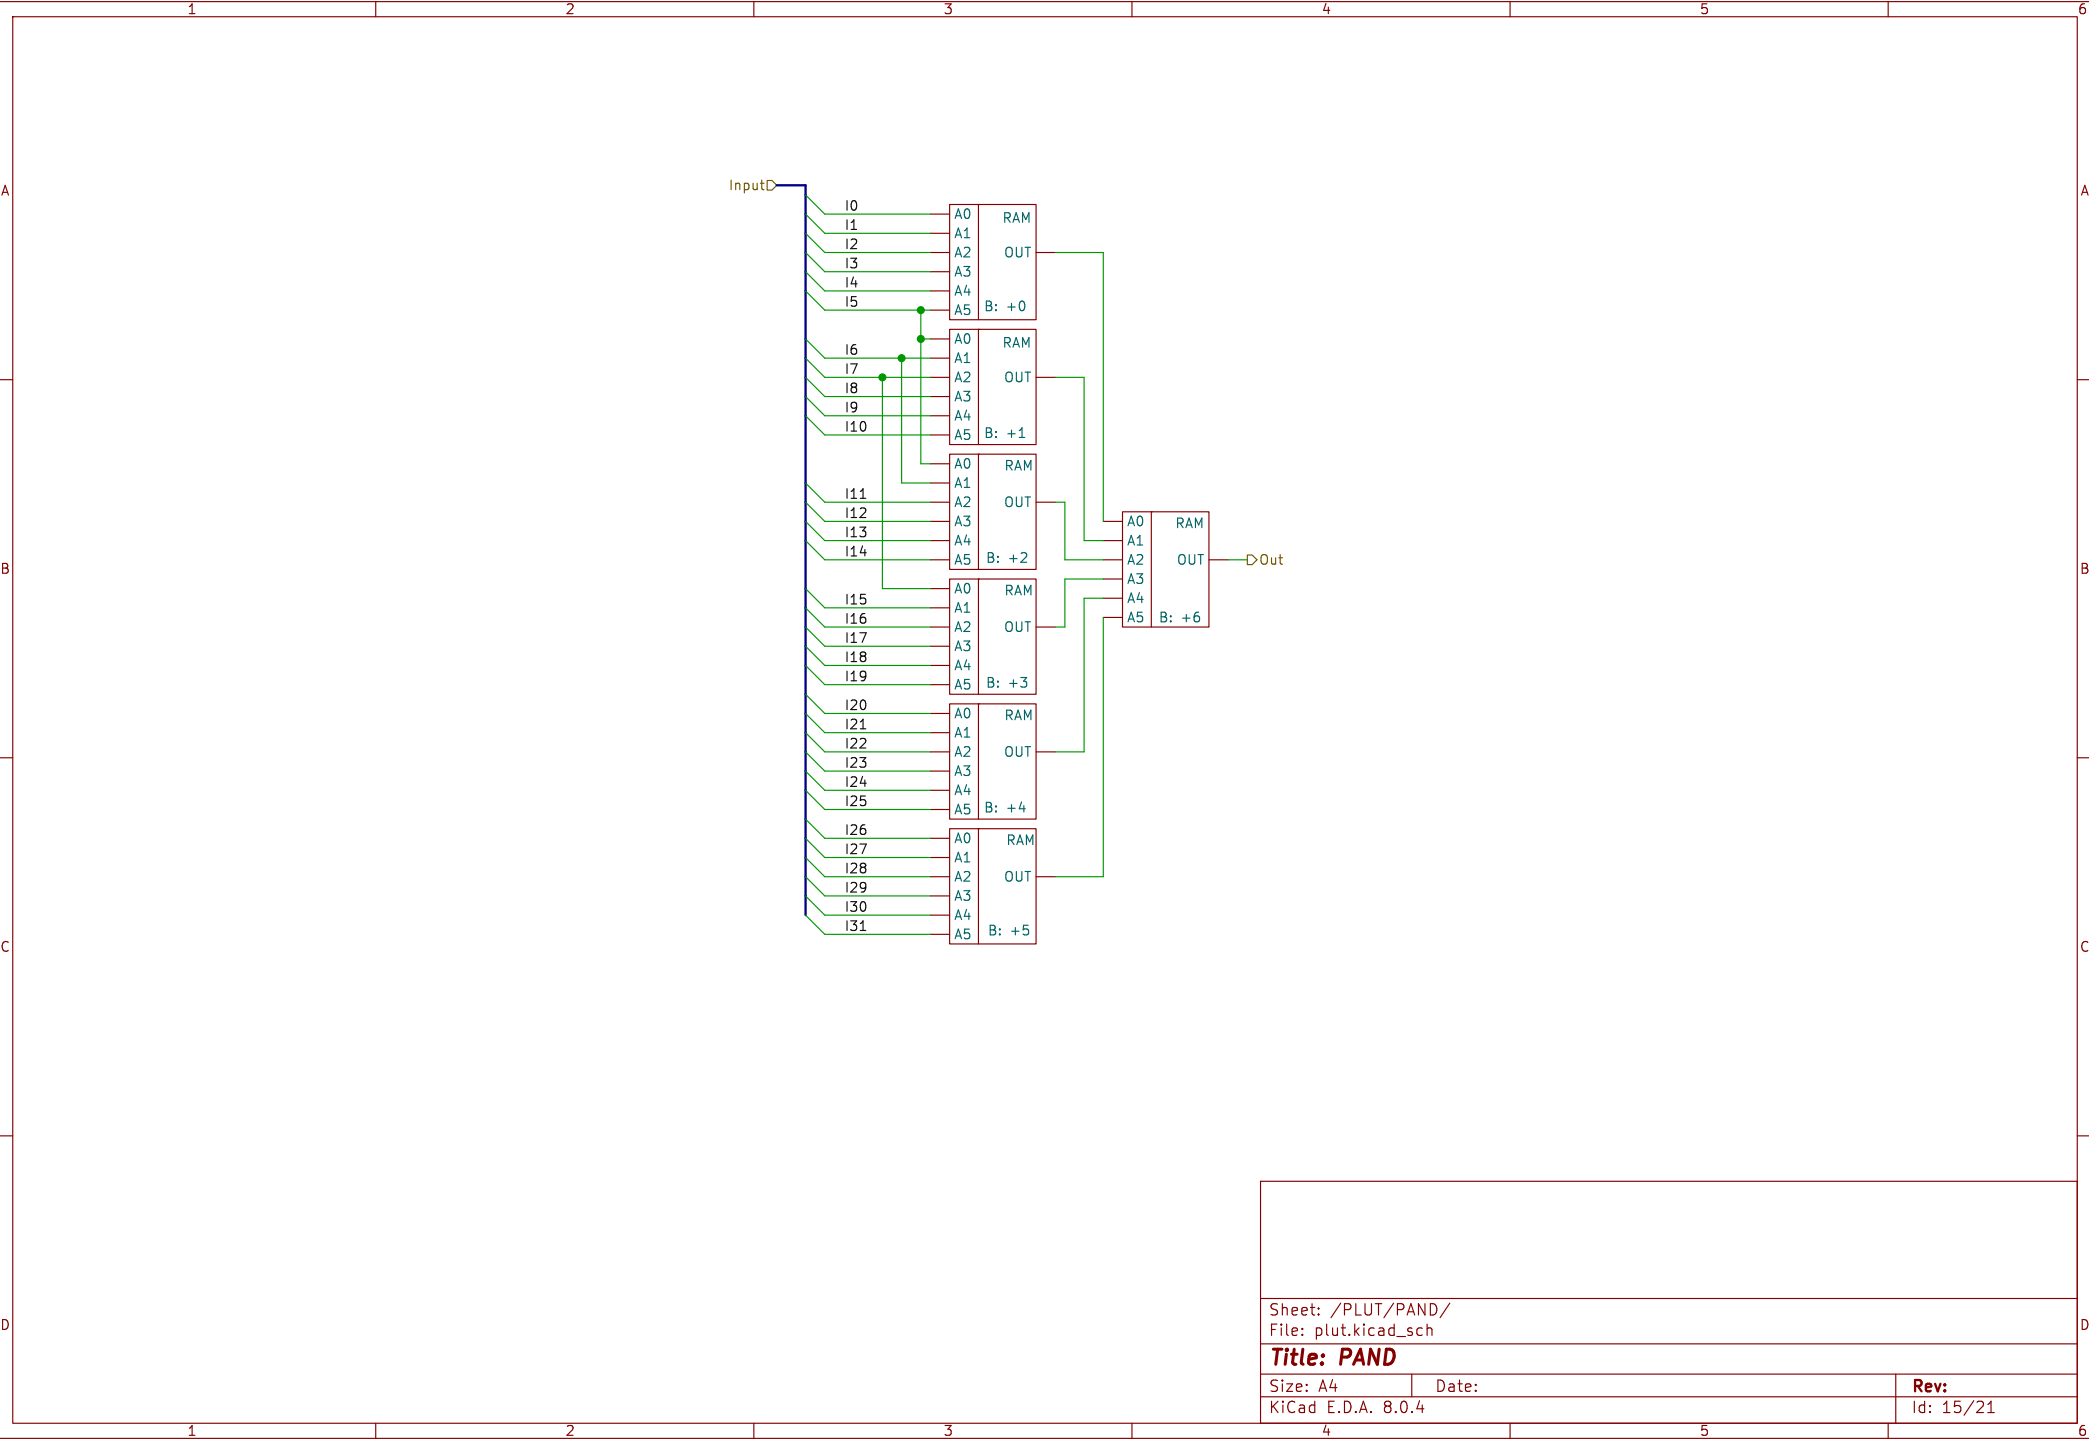 1 2 3 4 5 6
A A
Input
I0 A0 RAM
I1 A1
I2 A2 OUT
I3 A3
I4 A4
I5 A5 B: +0
A0 RAM
I6 A1
I7 A2 OUT
I8 A3
I9 A4
I10 A5 B: +1
A0 RAM
A1
I11 A2 OUT
I12 A3
I13 A4
I14 A5 B: +2
A0 RAM
A1
A2 OUT
A3
A4
A5 B: +6
Out
B B
A0 RAM
I15 A1
I16 A2 OUT
I17 A3
I18 A4
I19 A5 B: +3
I20 A0 RAM
I21 A1
I22 A2 OUT
I23 A3
I24 A4
I25 A5 B: +4
I26 A0 RAM
I27 A1
I28 A2 OUT
I29 A3
I30 A4
I31 A5 B: +5
C C
D D
Sheet: /PLUT/PAND/
File: plut.kicad_sch
Title: PAND
Size: A4 Date: Rev:
KiCad E.D.A. 8.0.4 Id: 15/21
1 2 3 4 5 6